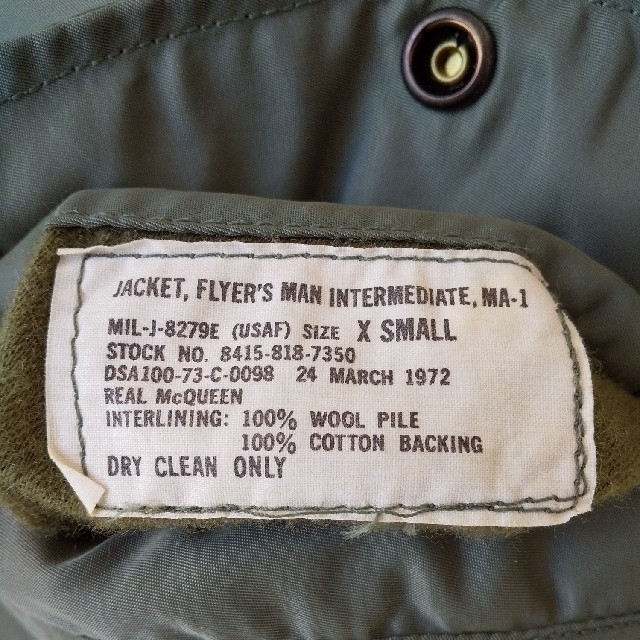 JACKET, FLYER'S MAN INTERMEDIATE, MA-1
MIL-J-8279E (USAF) SIZE X SMALL
STOCK NO. 8415-818-7350
DSA100-73-C-0098 24 MARCH 1972
REAL McQUEEN
INTERLINING: 100% WOOL PILE
100% COTTON BACKING
DRY CLEAN ONLY